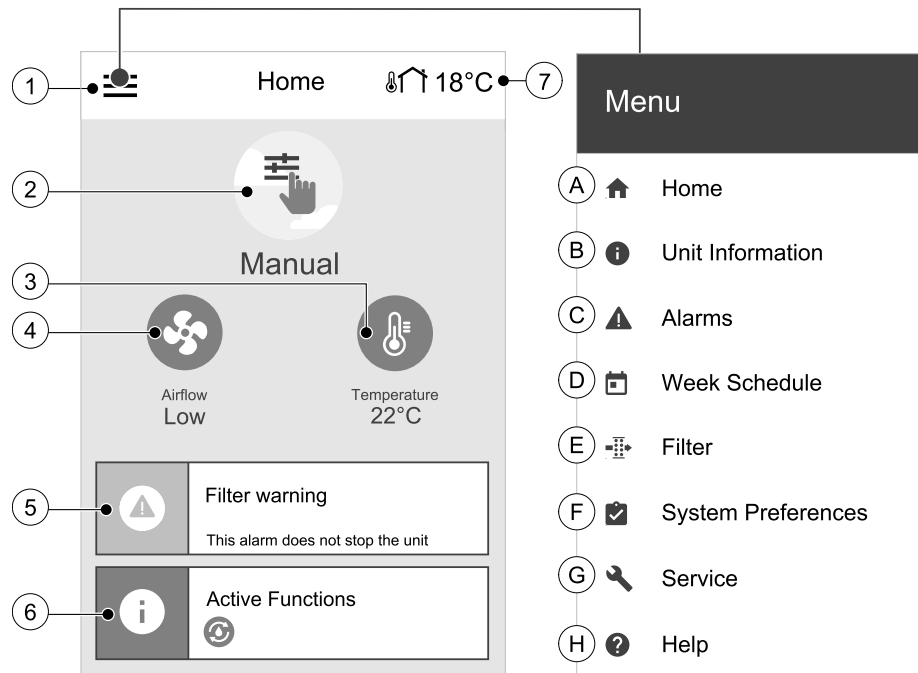 1
Home
18°C
7
2
Manual
3
4
Airflow
Low
Temperature
22°C
5
Filter warning
This alarm does not stop the unit
6
Active Functions
Menu
A
Home
B
Unit Information
C
Alarms
D
Week Schedule
E
Filter
F
System Preferences
G
Service
H
Help